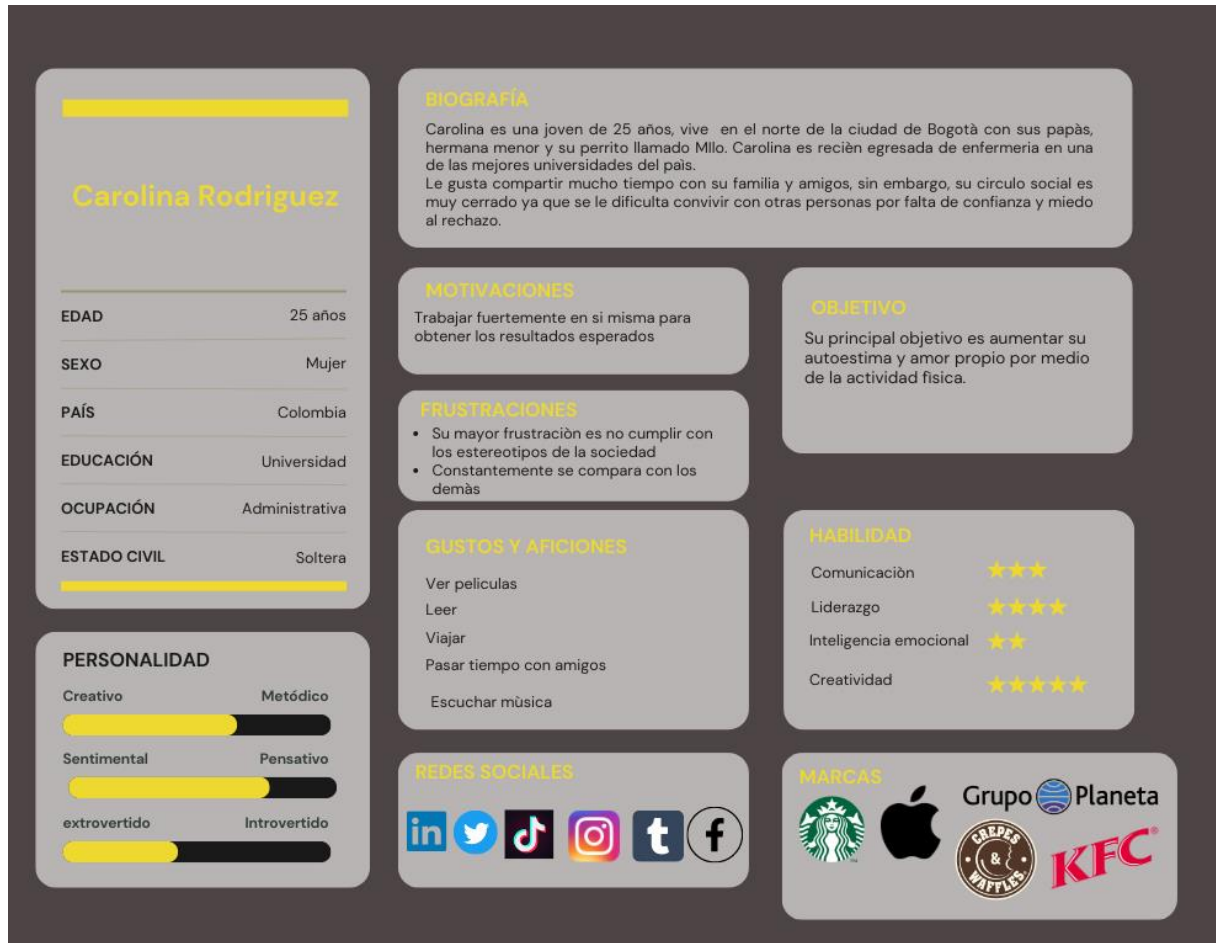 Carolina Rodriguez
EDAD 25 años
SEXO Mujer
PAÍS Colombia
EDUCACIÓN Universidad
OCUPACIÓN Administrativa
ESTADO CIVIL Soltera
PERSONALIDAD
Creativo Metódico
Sentimental Pensativo
extrovertido Introvertido
BIOGRAFÍA
Carolina es una joven de 25 años, vive en el norte de la ciudad de Bogotà con sus papàs,
hermana menor y su perrito llamado MIlo. Carolina es recièn egresada de enfermeria en una
de las mejores universidades del paìs.
Le gusta compartir mucho tiempo con su familia y amigos, sin embargo, su circulo social es
muy cerrado ya que se le dificulta convivir con otras personas por falta de confianza y miedo
al rechazo.
MOTIVACIONES
Trabajar fuertemente en si misma para
obtener los resultados esperados
OBJETIVO
Su principal objetivo es aumentar su
autoestima y amor propio por medio
de la actividad fìsica.
FRUSTRACIONES
• Su mayor frustraciòn es no cumplir con
los estereotipos de la sociedad
• Constantemente se compara con los
demàs
GUSTOS Y AFICIONES
Ver peliculas
Leer
Viajar
Pasar tiempo con amigos
Escuchar mùsica
HABILIDAD
Comunicaciòn
Liderazgo
Inteligencia emocional
Creatividad
REDES SOCIALES
in
t
f
MARCAS
Grupo Planeta
CREPES
&
WAFFLES
KFC